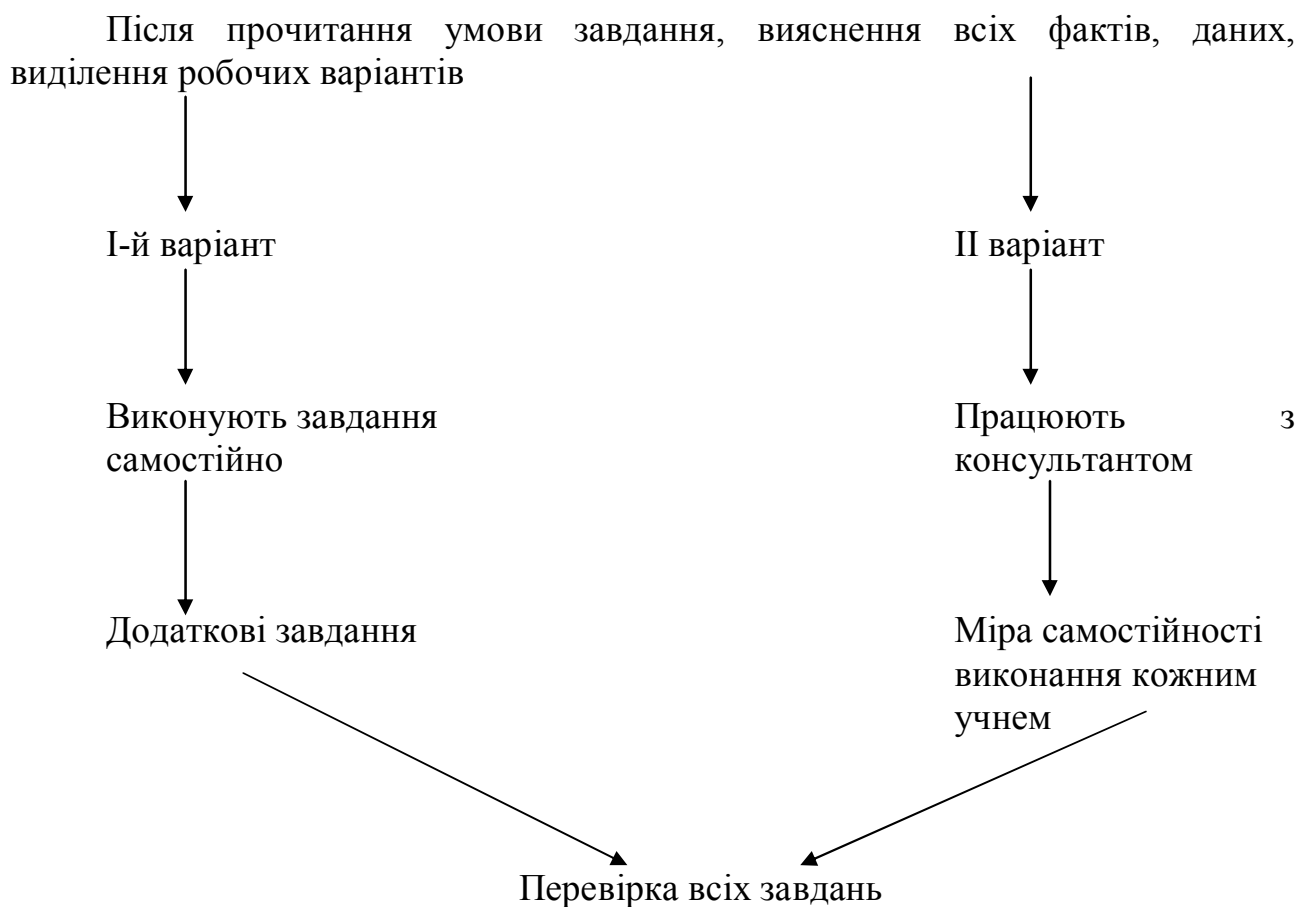 Після прочитання умови завдання, вияснення всіх фактів, даних,
виділення робочих варіантів
І-й варіант
ІІ варіант
Виконують завдання
самостійно
Працюють з
консультантом
Додаткові завдання
Міра самостійності
виконання кожним
учнем
Перевірка всіх завдань